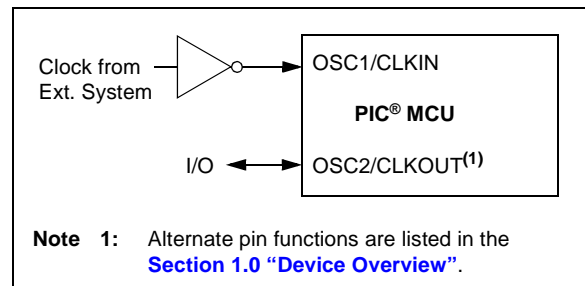 Clock from
Ext. System
OSC1/CLKIN
PIC® MCU
I/O
OSC2/CLKOUT(1)
Note 1: Alternate pin functions are listed in the
Section 1.0 “Device Overview”.